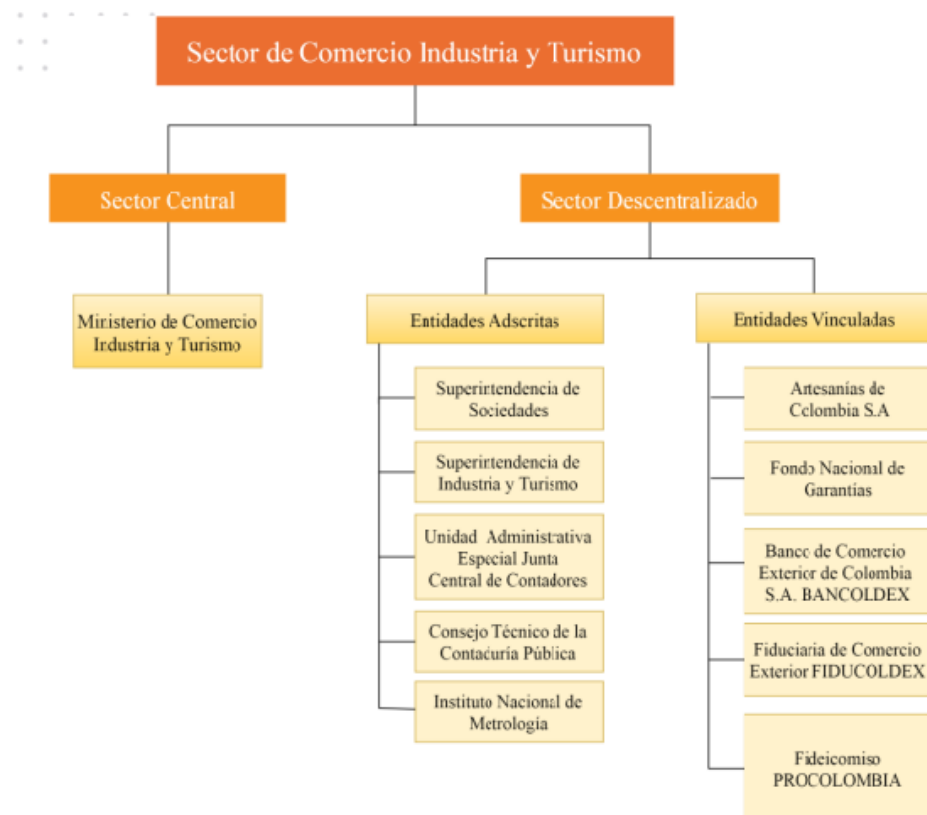 Sector de Comercio Industria y Turismo
Sector Central
Sector Descentralizado
Ministerio de Comercio
Industria y Turismo
Entidades Adscritas
Superintendencia de
Sociedades
Superintendencia de
Industria y Turismo
Unidad Administrativa
Especial Junta
Central de Contadores
Consejo Técnico de la
Contaduría Pública
Instituto Nacional de
Metrología
Entidades Vinculadas
Artesanías de
Colombia S.A
Fondo Nacional de
Garantías
Banco de Comercio
Exterior de Colombia
S.A. BANCOLDEX
Fiduciaria de Comercio
Exterior FIDUCOLDEX
Fideicomiso
PROCOLOMBIA